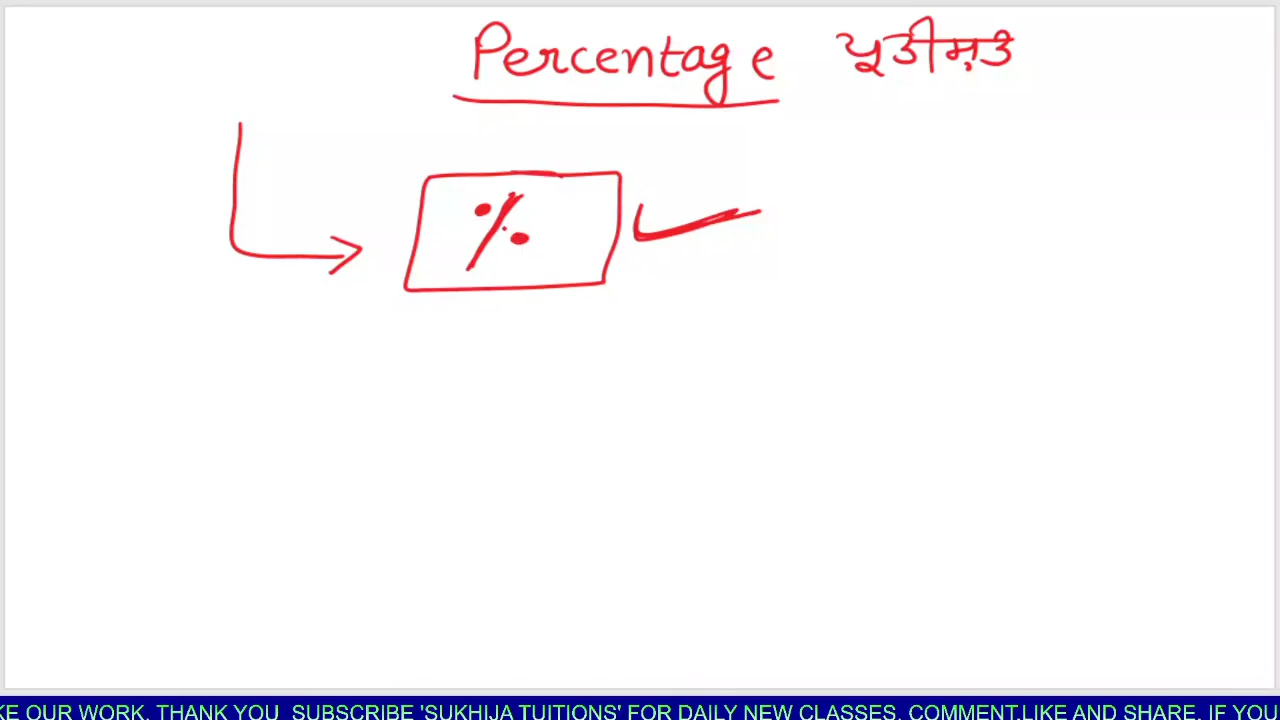 Percentage ਪ੍ਰਤੀਸ਼ਤ
%
KE OUR WORK. THANK YOU SUBSCRIBE 'SUKHIJA TUITIONS' FOR DAILY NEW CLASSES. COMMENT,LIKE AND SHARE. IF YOU